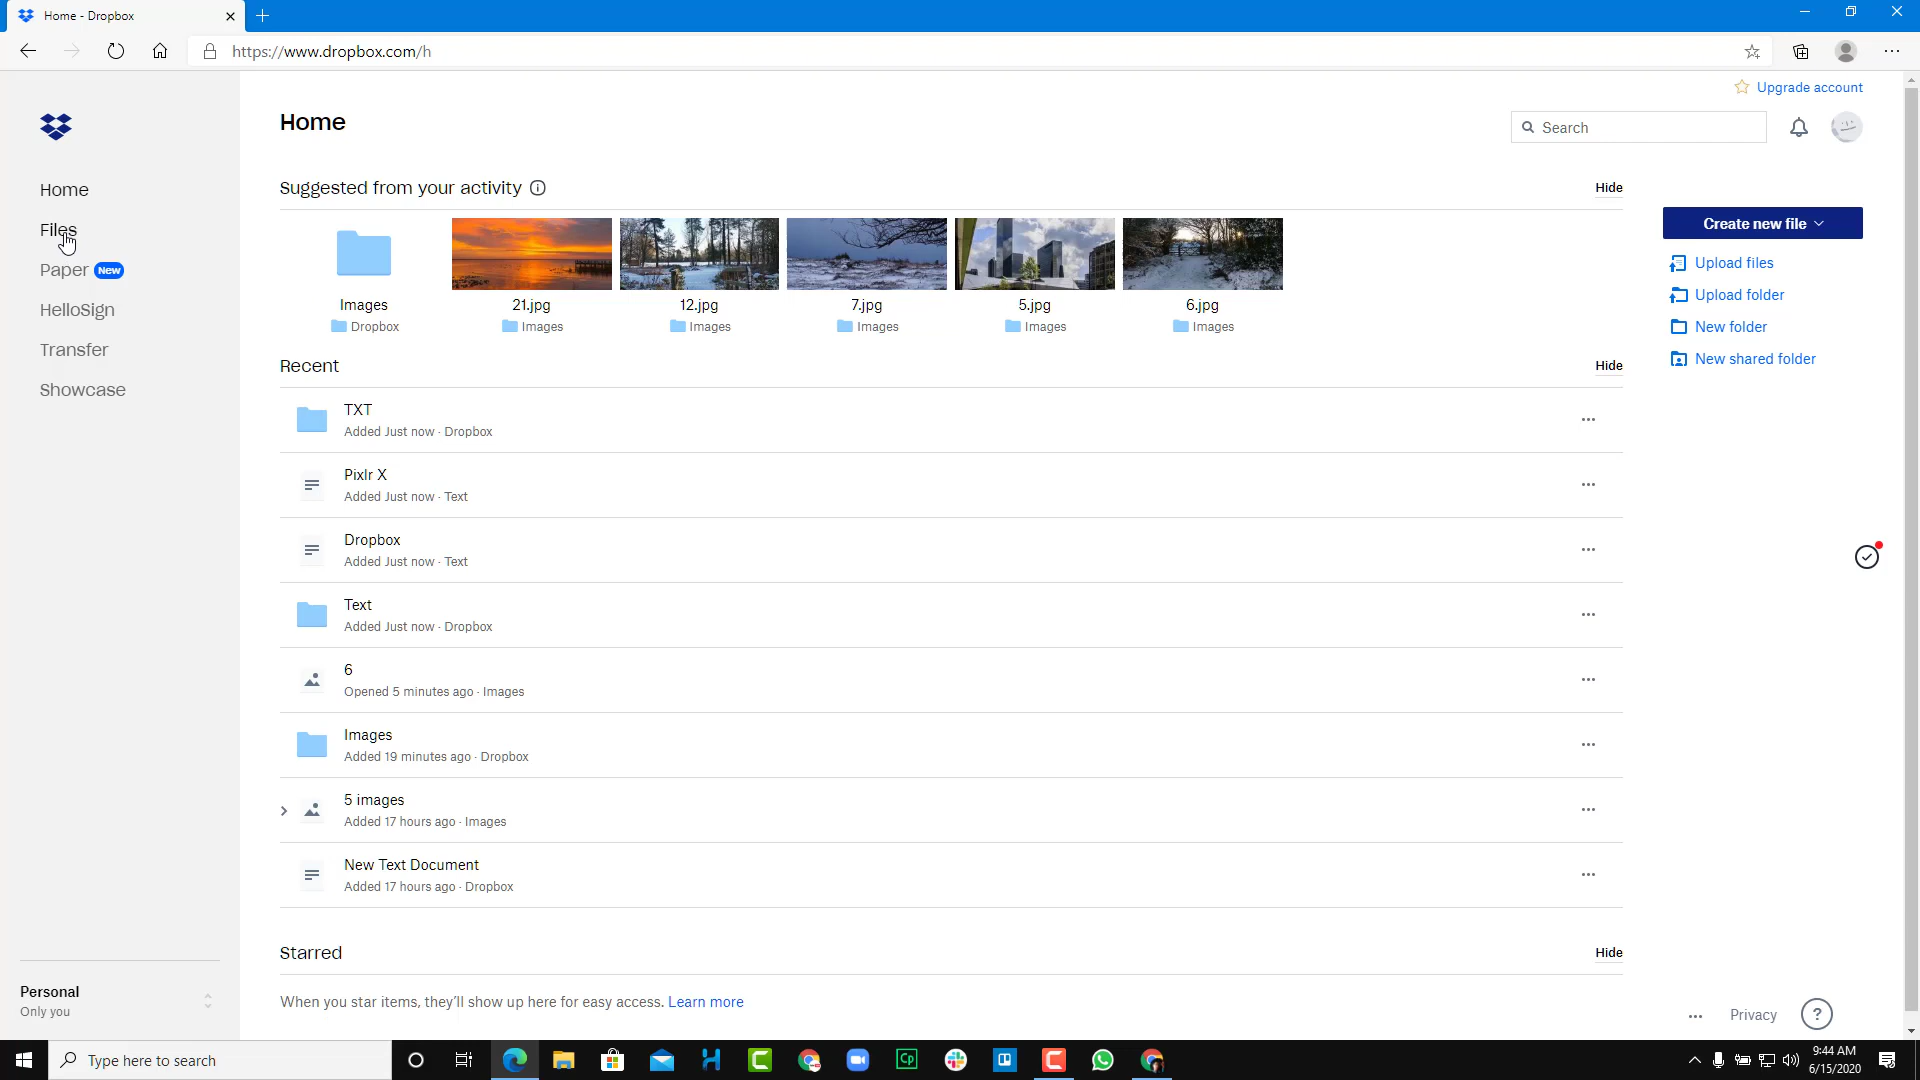 Home - Dropbox
https://www.dropbox.com/h
Upgrade account
Home
Search
Home
Files
Paper New
HelloSign
Transfer
Showcase
Suggested from your activity
Hide
Images
Dropbox
21.jpg
Images
12.jpg
Images
7.jpg
Images
5.jpg
Images
6.jpg
Images
Create new file
Upload files
Upload folder
New folder
New shared folder
Recent
Hide
TXT
Added Just now · Dropbox
Pixlr X
Added Just now · Text
Dropbox
Added Just now · Text
Text
Added Just now · Dropbox
6
Opened 5 minutes ago · Images
Images
Added 19 minutes ago · Dropbox
5 images
Added 17 hours ago · Images
New Text Document
Added 17 hours ago · Dropbox
Starred
Hide
When you star items, they'll show up here for easy access. Learn more
Personal
Only you
Privacy
?
Type here to search
Cp
9:44 AM
6/15/2020